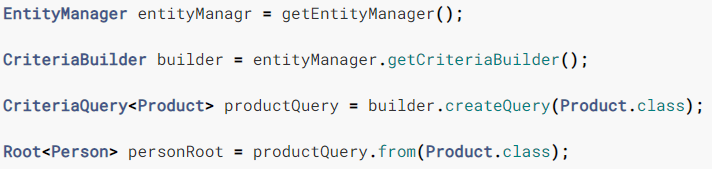 EntityManager entityManagr = getEntityManager();
CriteriaBuilder builder = entityManager.getCriteriaBuilder();
CriteriaQuery<Product> productQuery = builder.createQuery(Product.class);
Root<Person> personRoot = productQuery.from(Product.class);